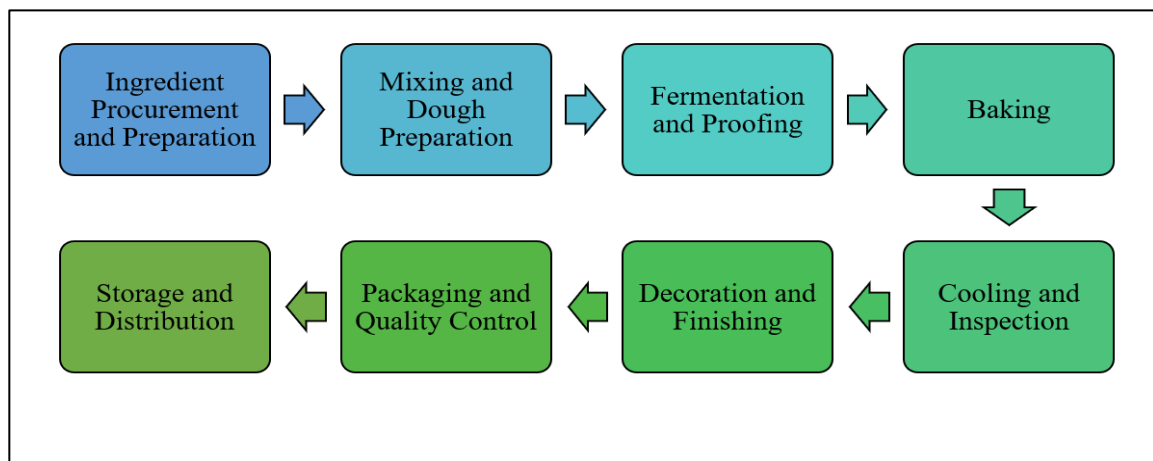 Ingredient
Procurement
and Preparation
Mixing and
Dough
Preparation
Fermentation
and Proofing
Baking
Cooling and
Inspection
Decoration and
Finishing
Packaging and
Quality Control
Storage and
Distribution